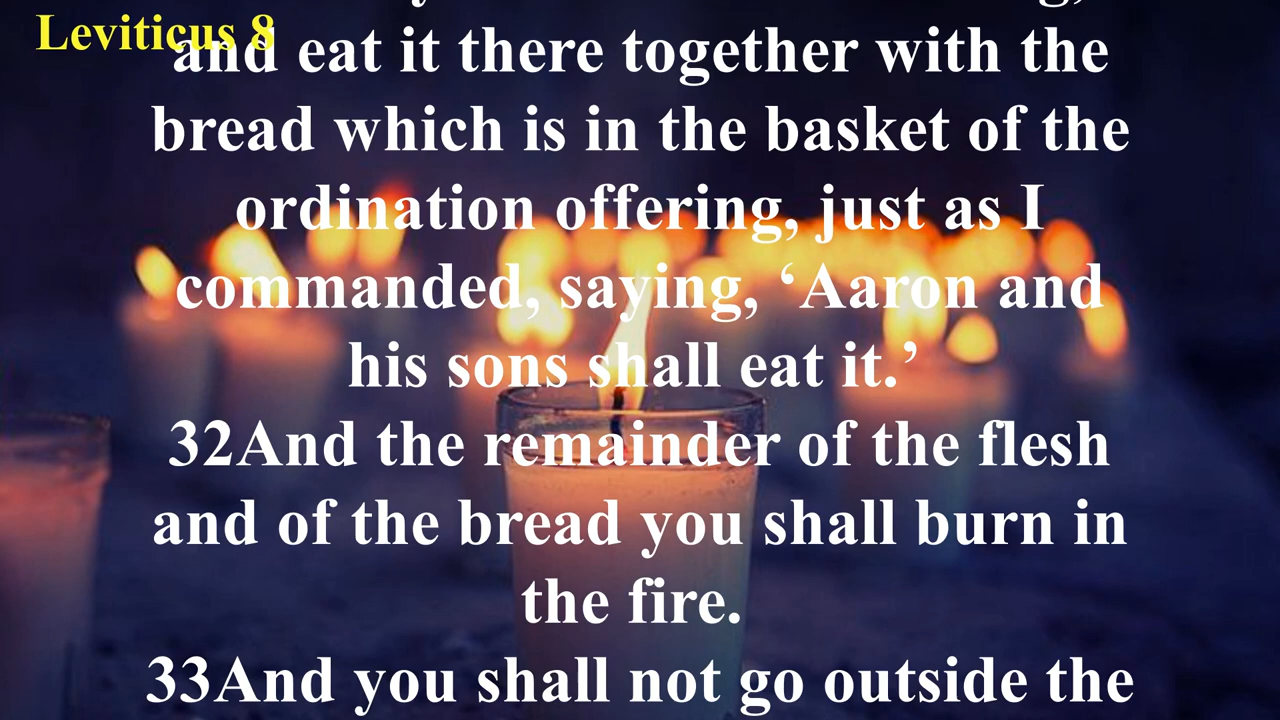 Leviticus 8
and eat it there together with the
bread which is in the basket of the
ordination offering, just as I
commanded, saying, ‘Aaron and
his sons shall eat it.’
32And the remainder of the flesh
and of the bread you shall burn in
the fire.
33And you shall not go outside the